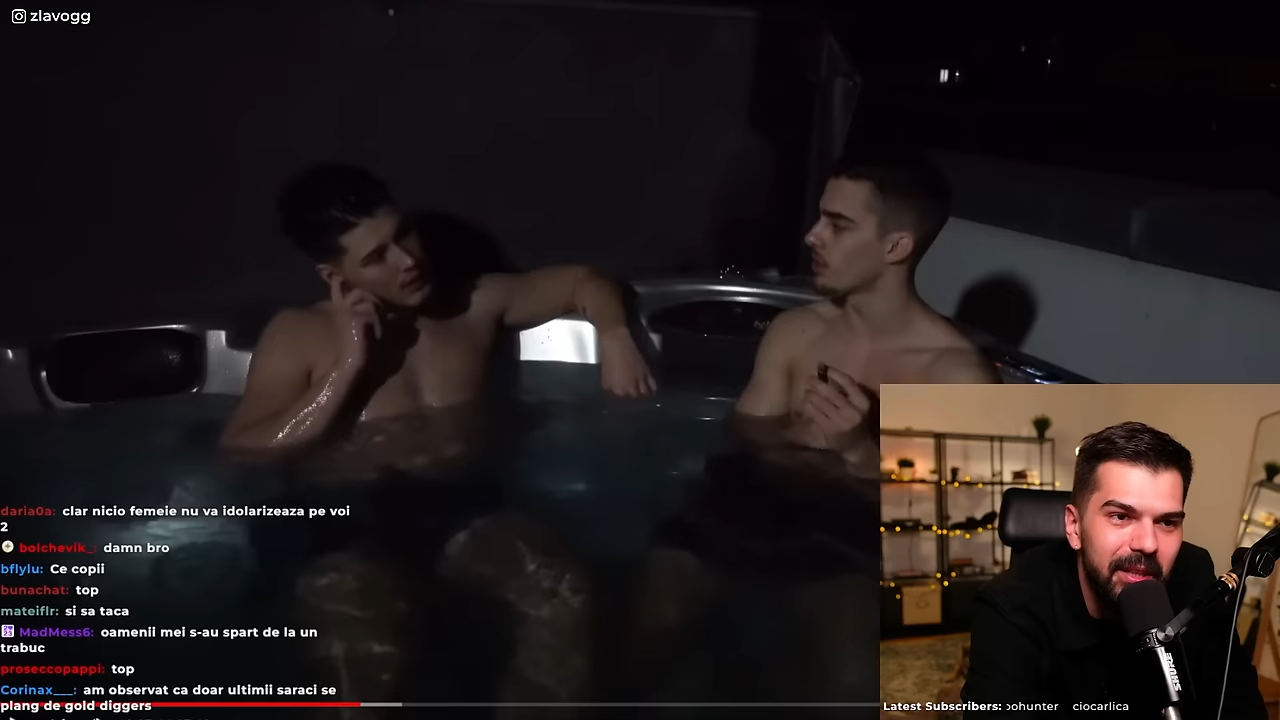 zlavogg
daria0a: clar nicio femeie nu va idolarizeaza pe voi
2
bolchevik_: damn bro
bflylu: Ce copii
bunachat: top
mateiflr: si sa taca
MadMess6: oamenii mei s-au spart de la un
trabuc
proseccopappi: top
Corinax___: am observat ca doar ultimii saraci se
plang de gold diggers
SHURE
Latest Subscribers: ohunter ciocarlica